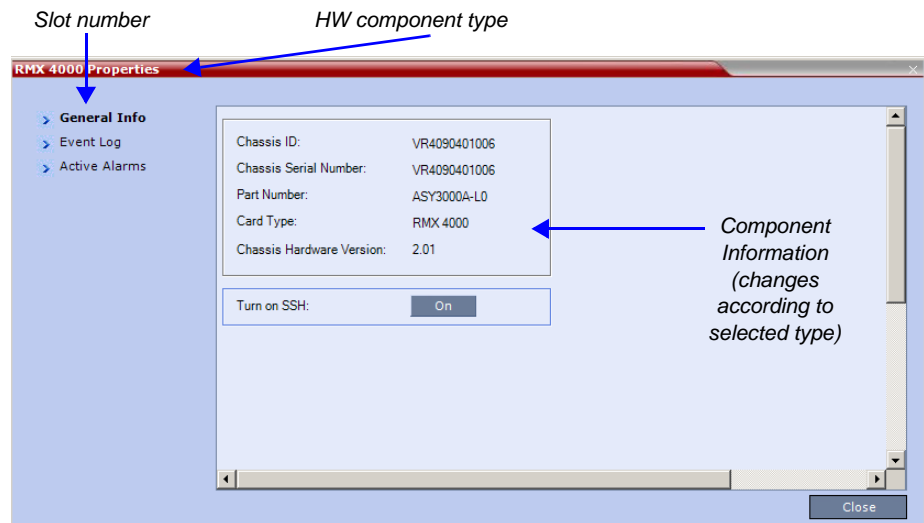 Slot number
HW component type
RMX 4000 Properties
General Info
Event Log
Active Alarms
Chassis ID: VR4090401006
Chassis Serial Number: VR4090401006
Part Number: ASY3000A-L0
Card Type: RMX 4000
Chassis Hardware Version: 2.01
Turn on SSH: On
Component
Information
(changes
according to
selected type)
Close